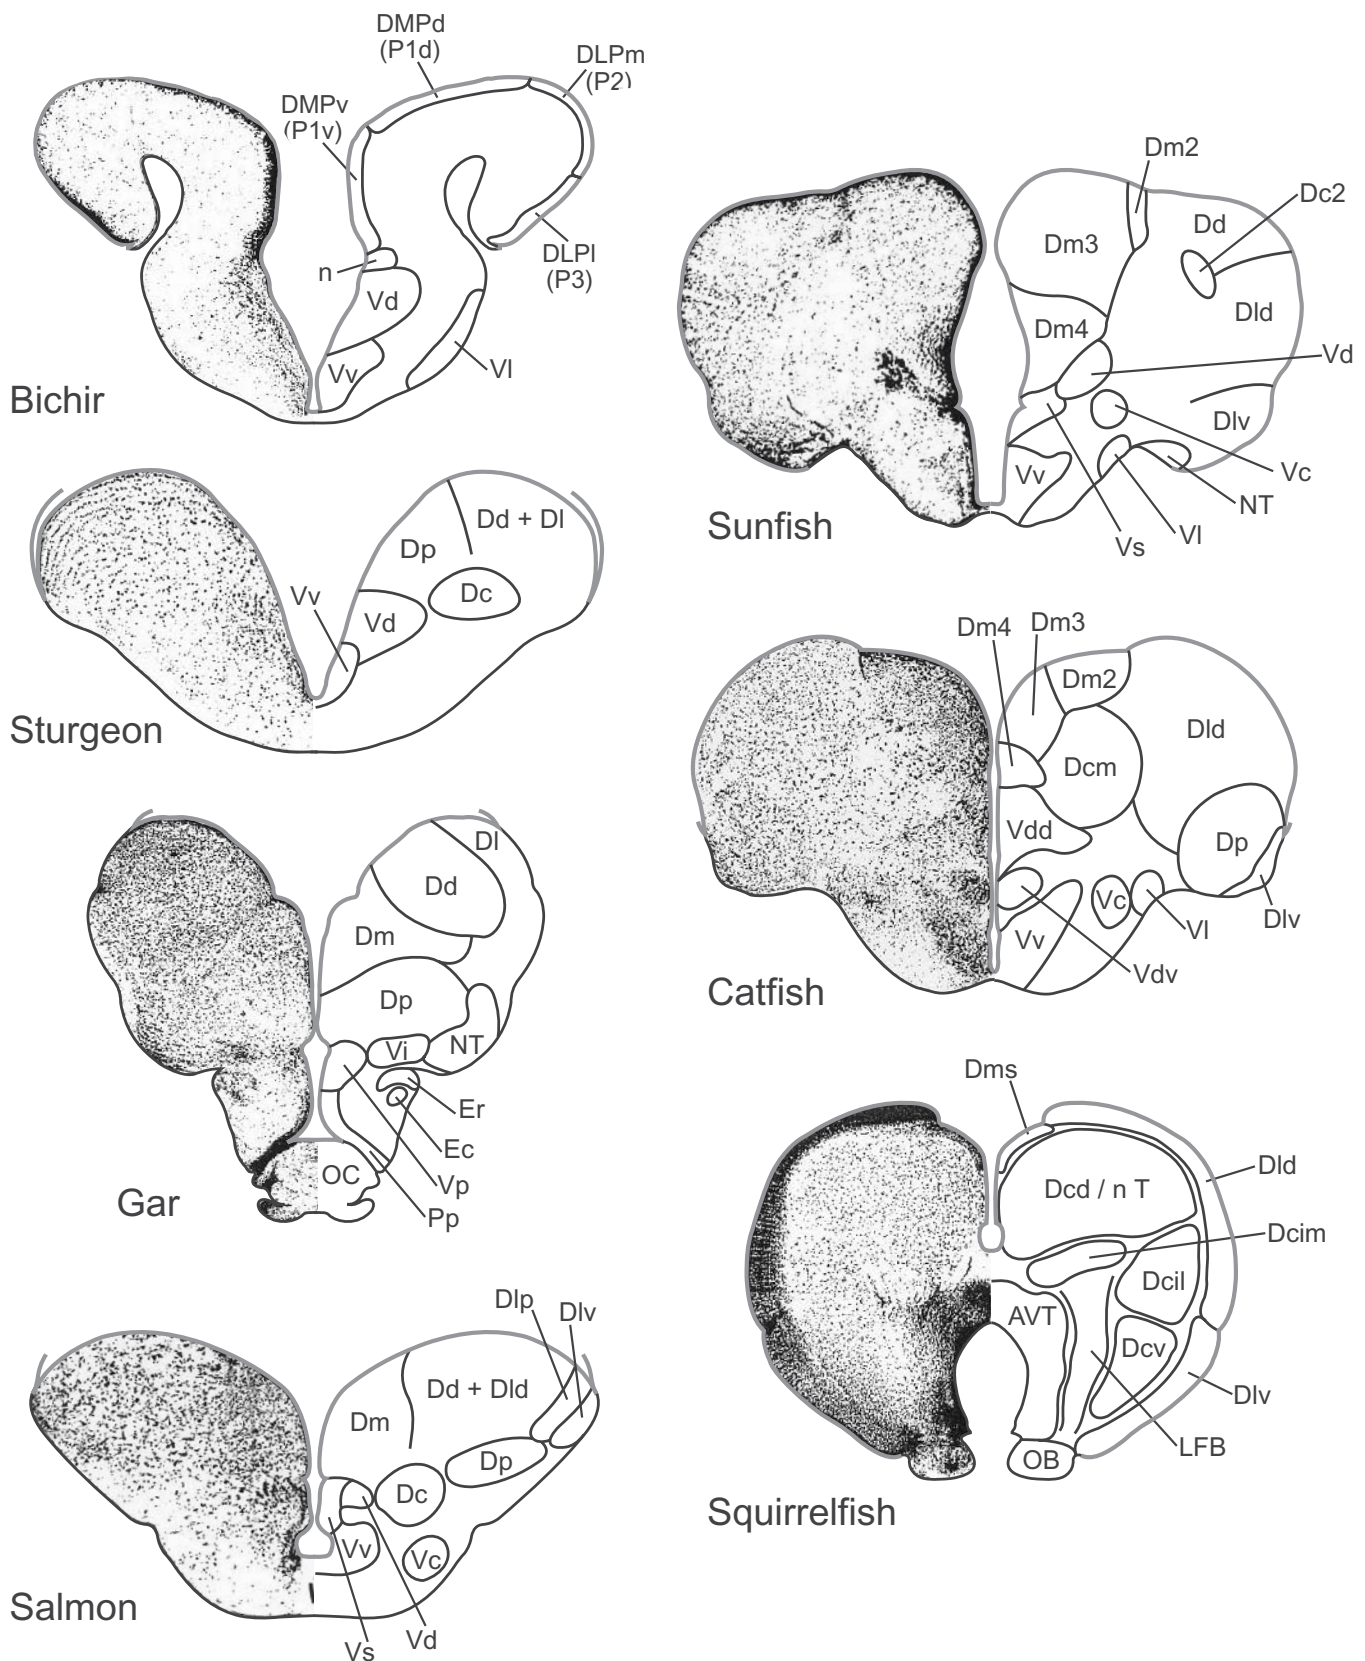 DMPd
(P1d)
DLPm
(P2)
DMPv
(P1v)
n
Vd
DLPl
(P3)
Vv
Vl
Bichir
Dd + Dl
Dp
Vv
Dc
Vd
Sturgeon
Dl
Dd
Dm
Dp
Vi
NT
Er
Ec
OC
Vp
Pp
Gar
Dlp
Dlv
Dd + Dld
Dm
Dp
Dc
Vv
Vc
Vd
Vs
Salmon
Dm2
Dc2
Dd
Dm3
Dld
Dm4
Vd
Dlv
Vv
Vc
NT
Vl
Vs
Sunfish
Dm4
Dm3
Dm2
Dld
Dcm
Vdd
Dp
Vc
Vl
Dlv
Vv
Vdv
Catfish
Dms
Dld
Dcd / n T
Dcim
Dcil
AVT
Dcv
Dlv
LFB
OB
Squirrelfish